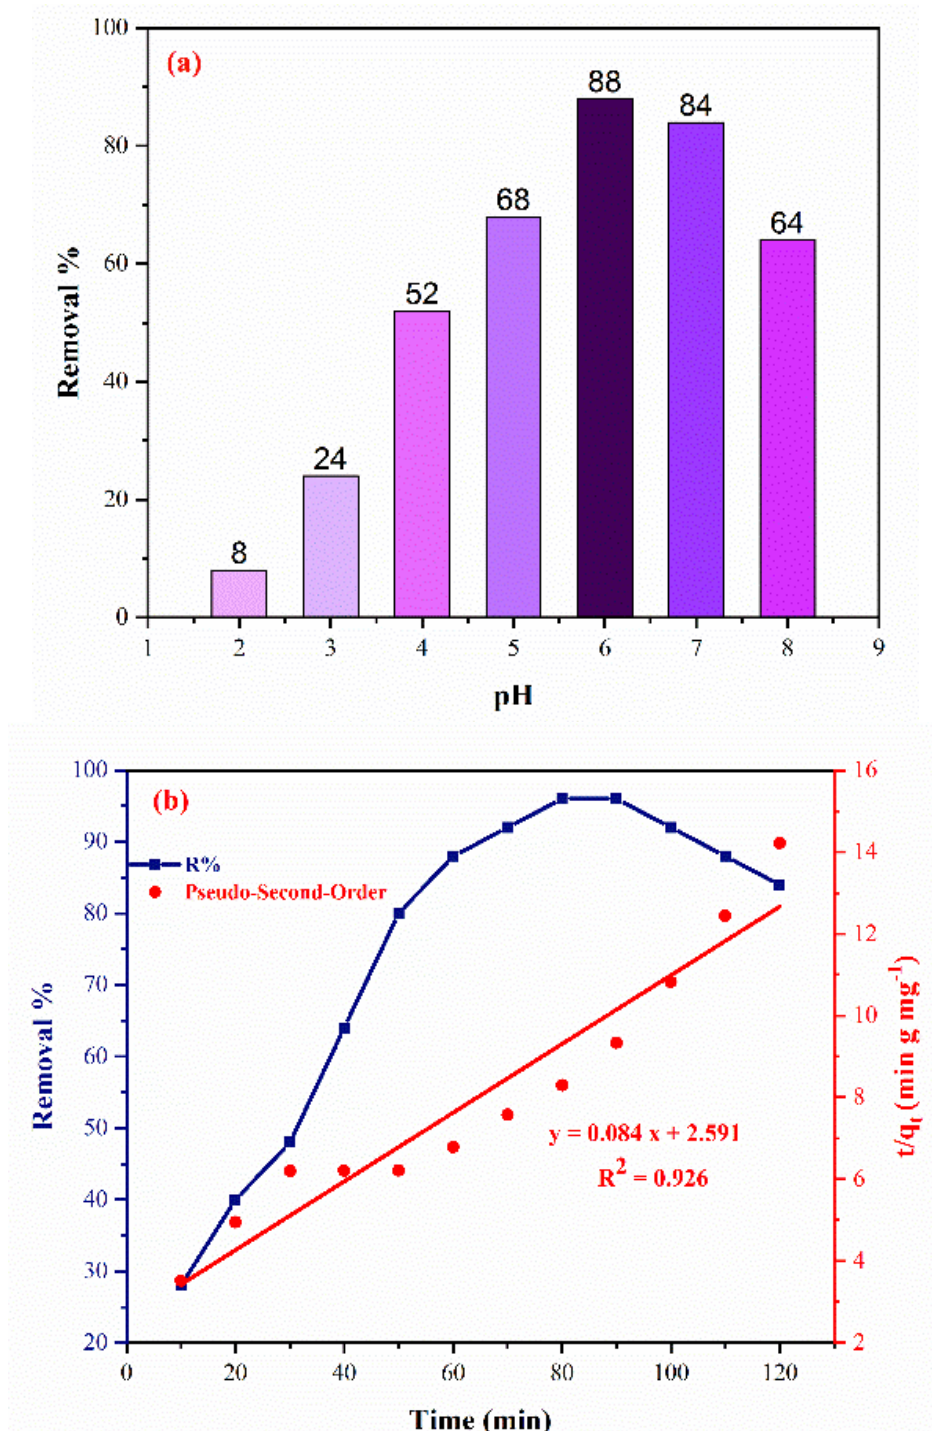 (a)
100
80
60
40
20
0
Removal %
8
24
52
68
88
84
64
1 2 3 4 5 6 7 8 9
pH
(b)
R%
Pseudo-Second-Order
100
90
80
70
60
50
40
30
20
Removal %
16
14
12
10
8
6
4
2
t/qt (min g mg-1)
y = 0.084 x + 2.591
R2 = 0.926
0 20 40 60 80 100 120
Time (min)